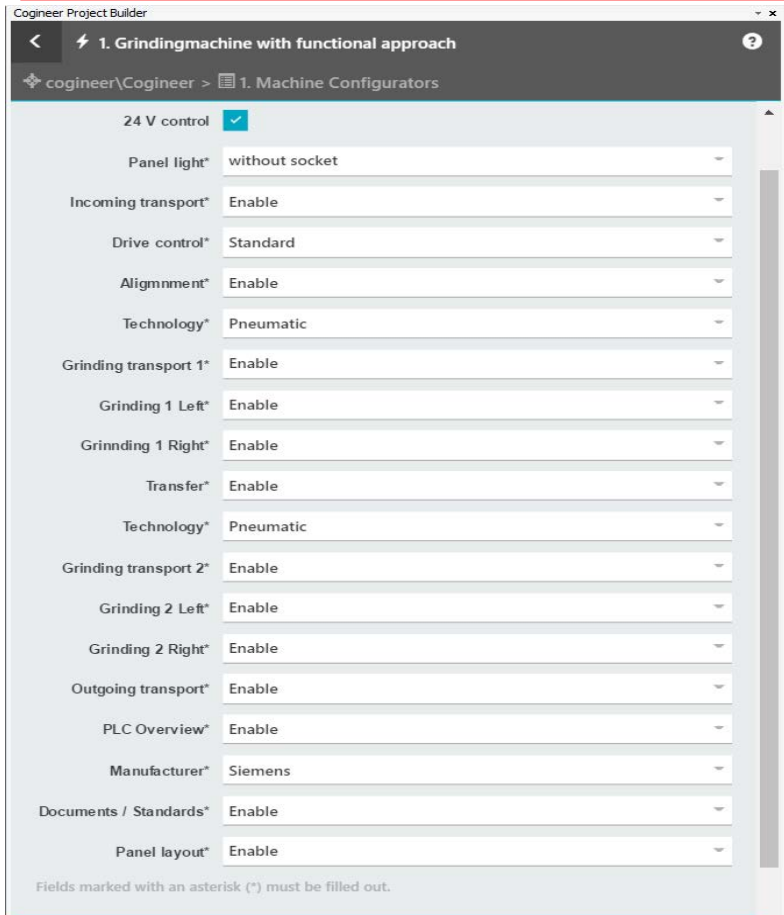 Cogineer Project Builder
1. Grindingmachine with functional approach
cogineer\Cogineer > 1. Machine Configurators
24 V control
Panel light* without socket
Incoming transport* Enable
Drive control* Standard
Aligmnment* Enable
Technology* Pneumatic
Grinding transport 1* Enable
Grinding 1 Left* Enable
Grinnding 1 Right* Enable
Transfer* Enable
Technology* Pneumatic
Grinding transport 2* Enable
Grinding 2 Left* Enable
Grinding 2 Right* Enable
Outgoing transport* Enable
PLC Overview* Enable
Manufacturer* Siemens
Documents / Standards* Enable
Panel layout* Enable
Fields marked with an asterisk (*) must be filled out.